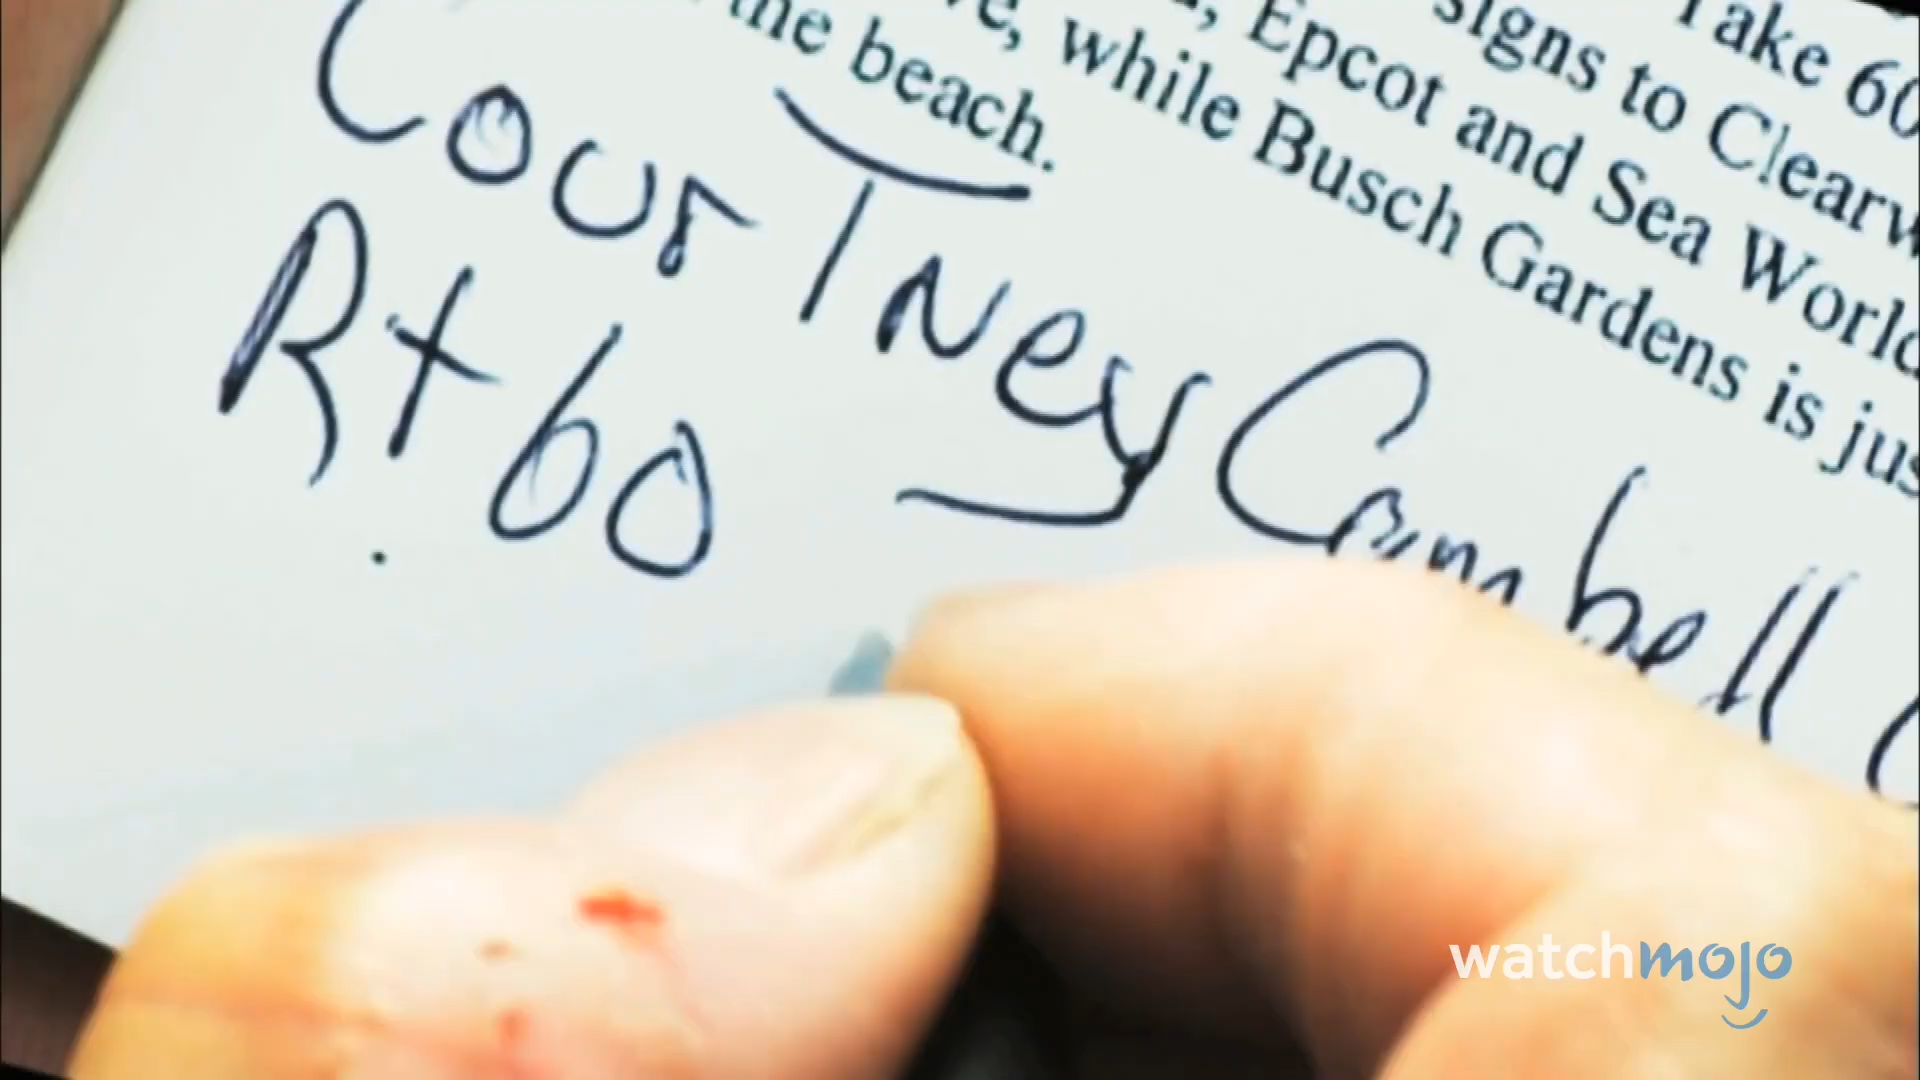 Take 60
signs to Clearw
Epcot and Sea World
while Busch Gardens is jus
the beach.
Courtney Cambell C
Rt 60
watchmojo